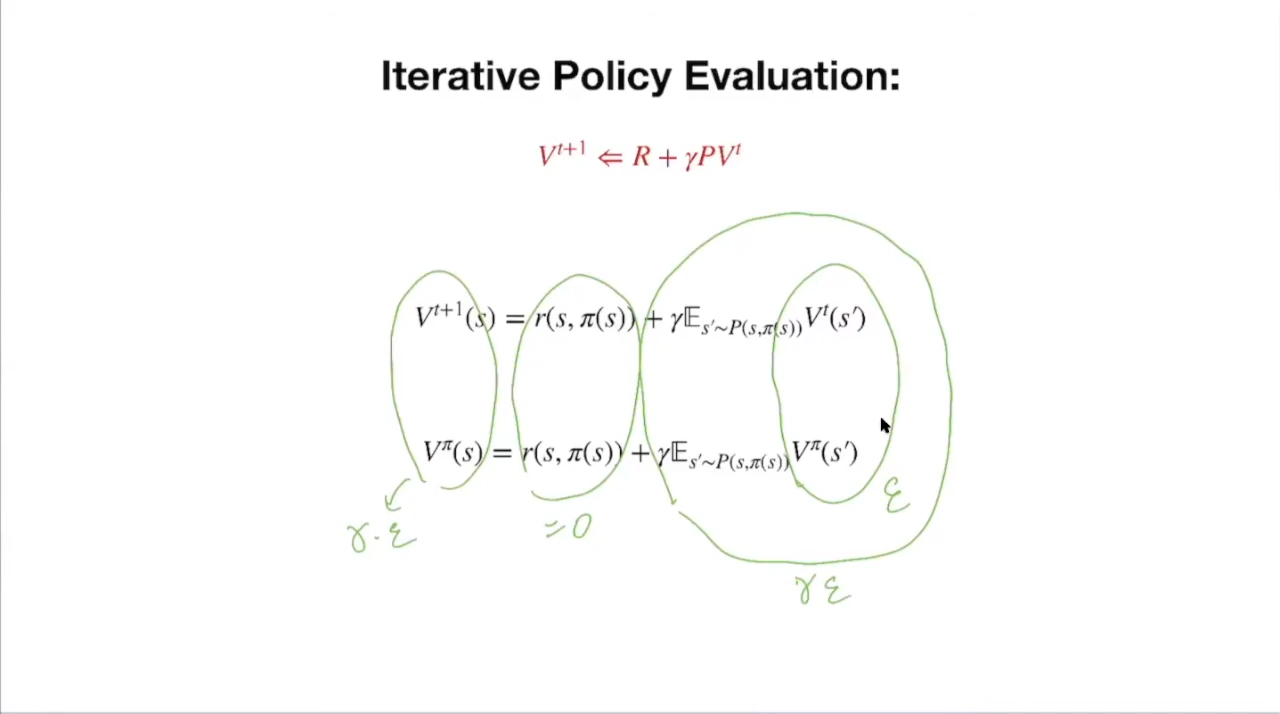 Iterative Policy Evaluation:
V^{t+1} ⇐ R + γPV^t
V^{t+1}(s) = r(s, π(s)) + γ𝔼_{s′∼P(s,π(s))}V^t(s′)
V^π(s) = r(s, π(s)) + γ𝔼_{s′∼P(s,π(s))}V^π(s′)
ε
γ·ε
=0
γε